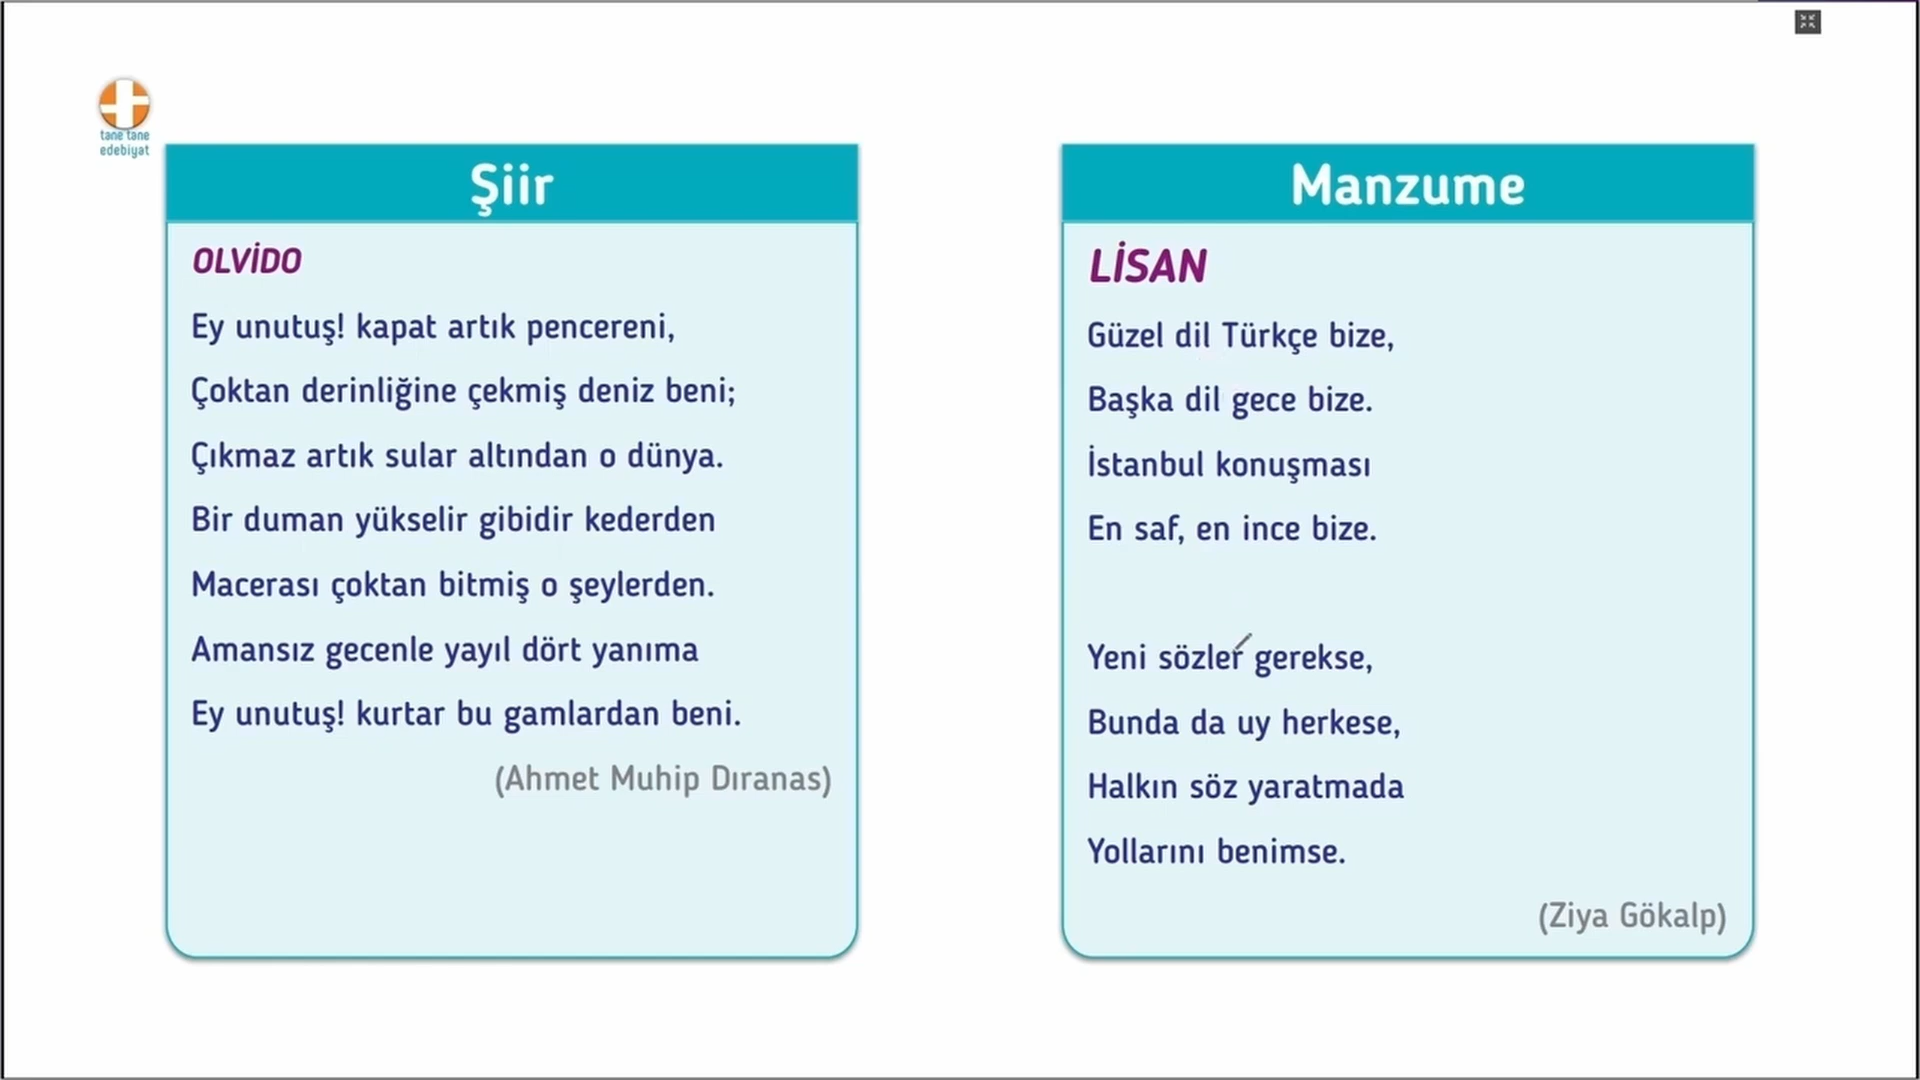 tane tane
edebiyat
Şiir
OLVİDO
Ey unutuş! kapat artık pencereni,
Çoktan derinliğine çekmiş deniz beni;
Çıkmaz artık sular altından o dünya.
Bir duman yükselir gibidir kederden
Macerası çoktan bitmiş o şeylerden.
Amansız gecenle yayıl dört yanıma
Ey unutuş! kurtar bu gamlardan beni.
(Ahmet Muhip Dıranas)
Manzume
LİSAN
Güzel dil Türkçe bize,
Başka dil gece bize.
İstanbul konuşması
En saf, en ince bize.
Yeni sözler gerekse,
Bunda da uy herkese,
Halkın söz yaratmada
Yollarını benimse.
(Ziya Gökalp)